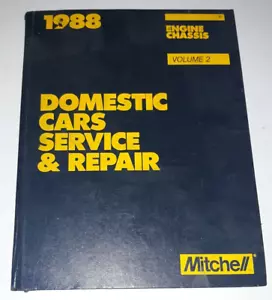 1988
ENGINE
CHASSIS
VOLUME 2
DOMESTIC
CARS
SERVICE
& REPAIR
Mitchell